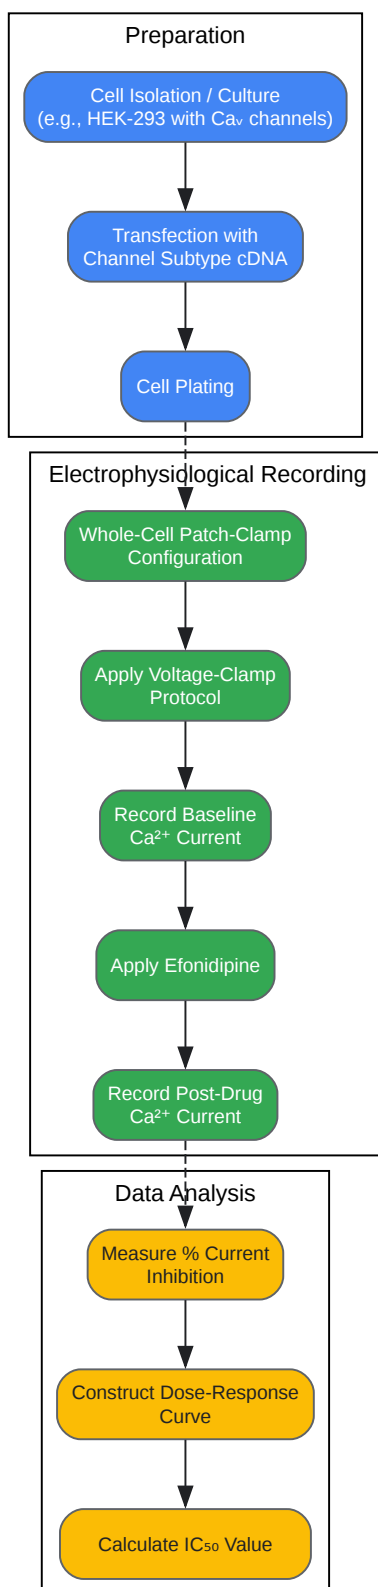 Preparation
Cell Isolation / Culture
(e.g., HEK-293 with Caᵥ channels)
Transfection with
Channel Subtype cDNA
Cell Plating
Electrophysiological Recording
Whole-Cell Patch-Clamp
Configuration
Apply Voltage-Clamp
Protocol
Record Baseline
Ca²⁺ Current
Apply Efonidipine
Record Post-Drug
Ca²⁺ Current
Data Analysis
Measure % Current
Inhibition
Construct Dose-Response
Curve
Calculate IC₅₀ Value